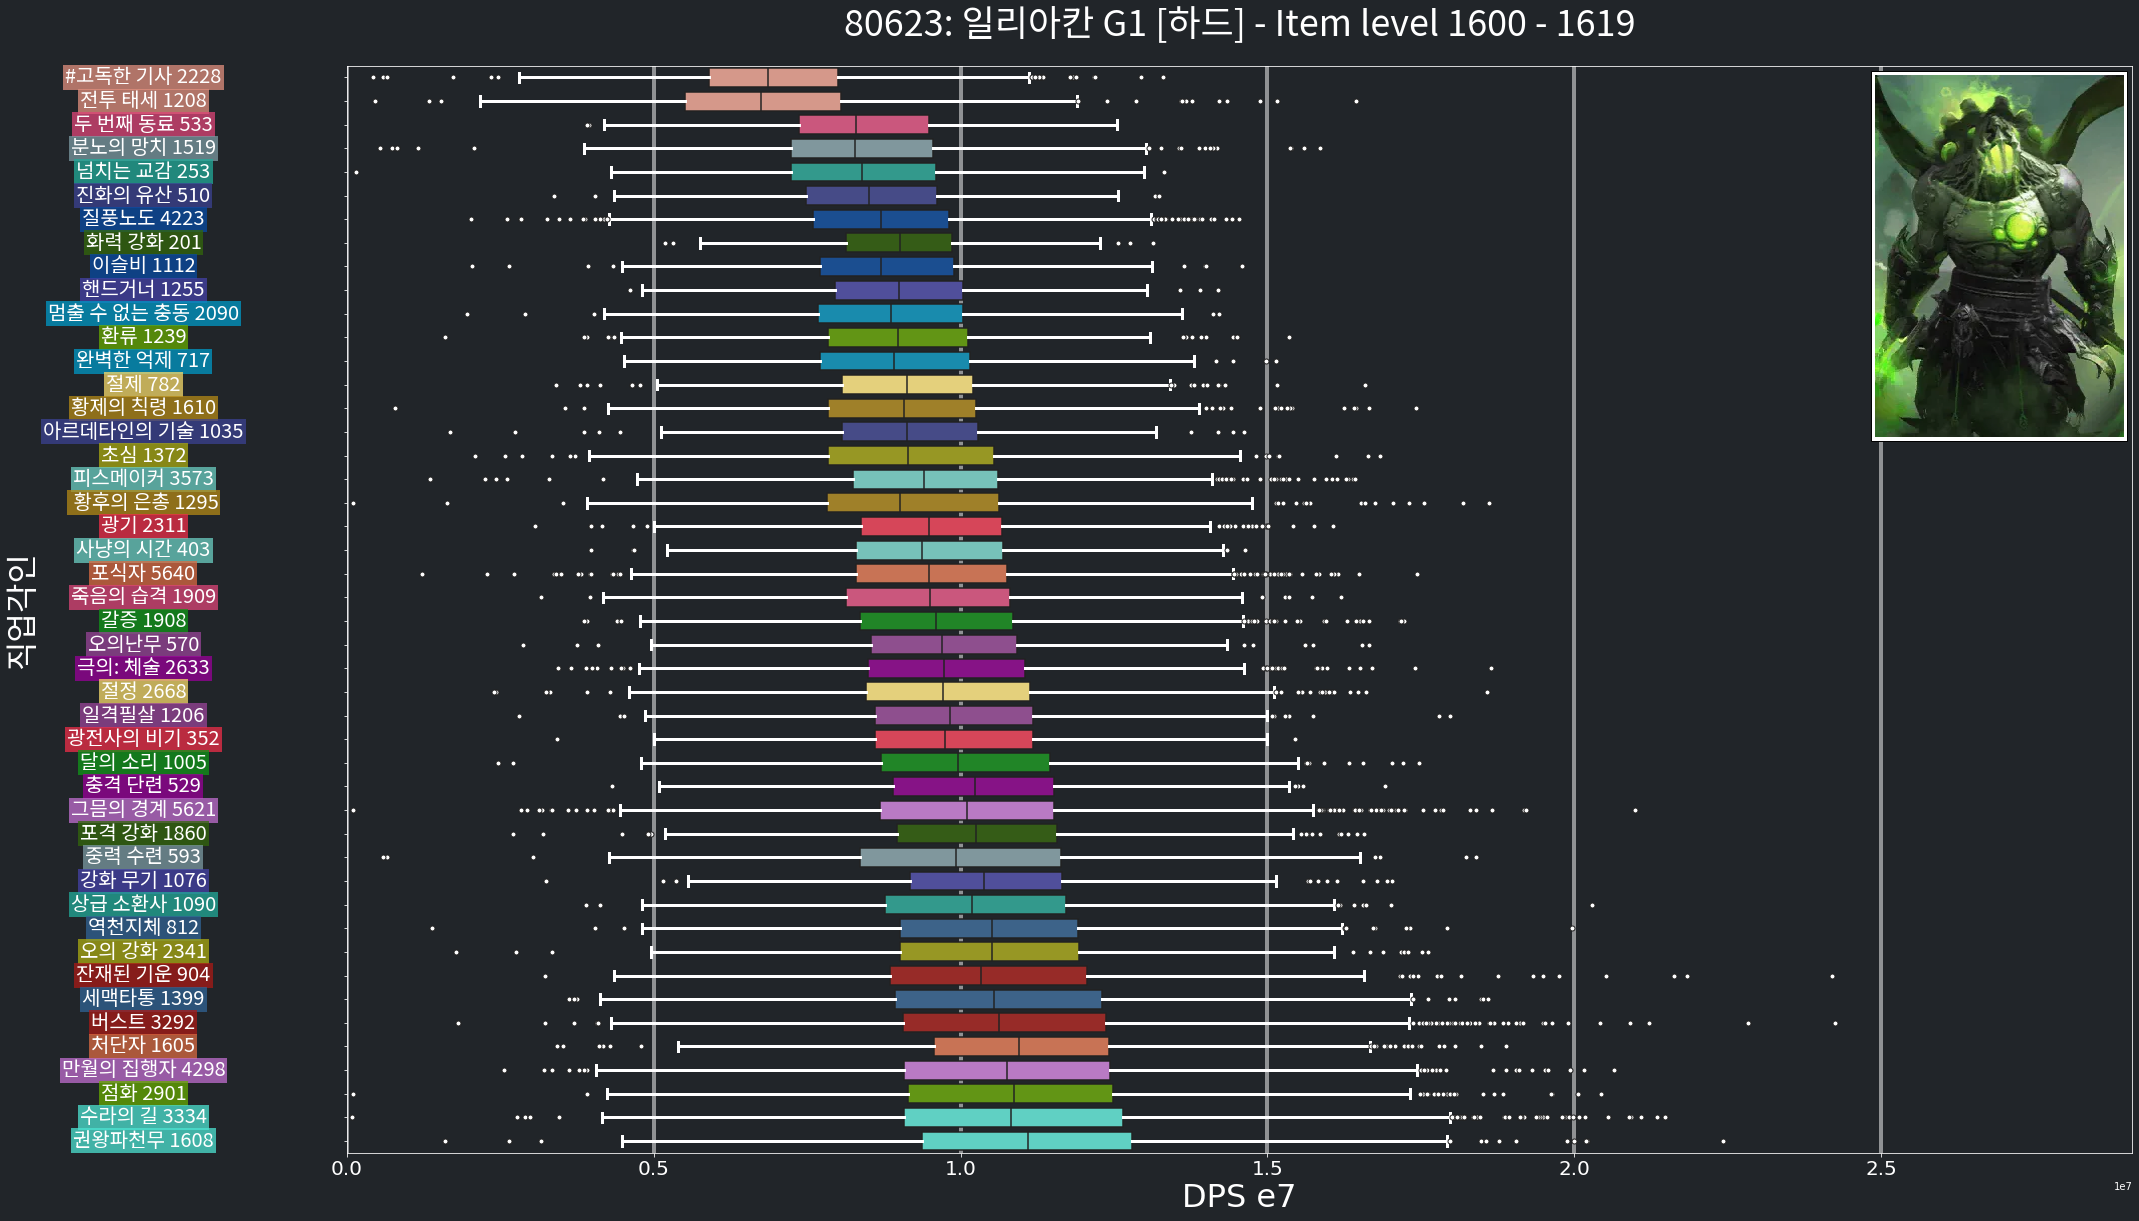 80623: 일리아칸 G1 [하드] - Item level 1600 - 1619
#고독한 기사 2228
전투 태세 1208
두 번째 동료 533
분노의 망치 1519
넘치는 교감 253
진화의 유산 510
질풍노도 4223
화력 강화 201
이슬비 1112
핸드거너 1255
멈출 수 없는 충동 2090
환류 1239
완벽한 억제 717
절제 782
황제의 칙령 1610
아르데타인의 기술 1035
초심 1372
피스메이커 3573
황후의 은총 1295
광기 2311
사냥의 시간 403
포식자 5640
죽음의 습격 1909
갈증 1908
오의난무 570
극의: 체술 2633
절정 2668
일격필살 1206
광전사의 비기 352
달의 소리 1005
충격 단련 529
그믐의 경계 5621
포격 강화 1860
중력 수련 593
강화 무기 1076
상급 소환사 1090
역천지체 812
오의 강화 2341
잔재된 기운 904
세맥타통 1399
버스트 3292
처단자 1605
만월의 집행자 4298
점화 2901
수라의 길 3334
권왕파천무 1608
직업각인
0.0 0.5 1.0 1.5 2.0 2.5
DPS e7
1e7